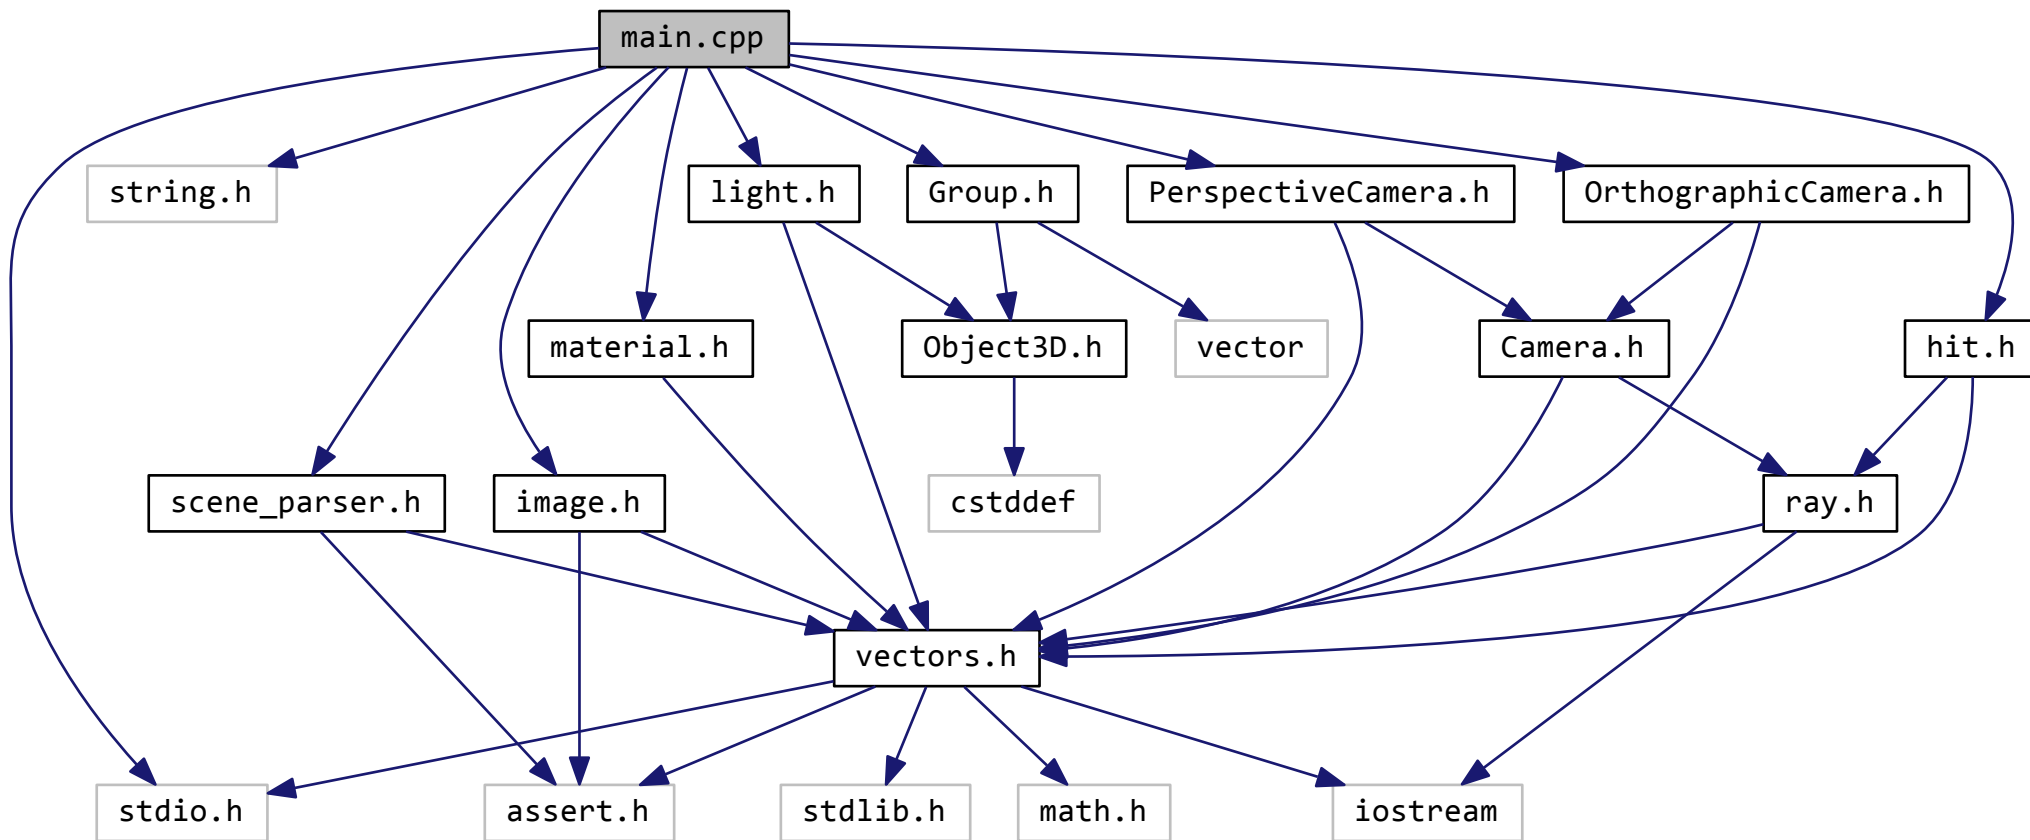 main.cpp
string.h
light.h
Group.h
PerspectiveCamera.h
OrthographicCamera.h
material.h
Object3D.h
vector
Camera.h
hit.h
scene_parser.h
image.h
cstddef
ray.h
vectors.h
stdio.h
assert.h
stdlib.h
math.h
iostream